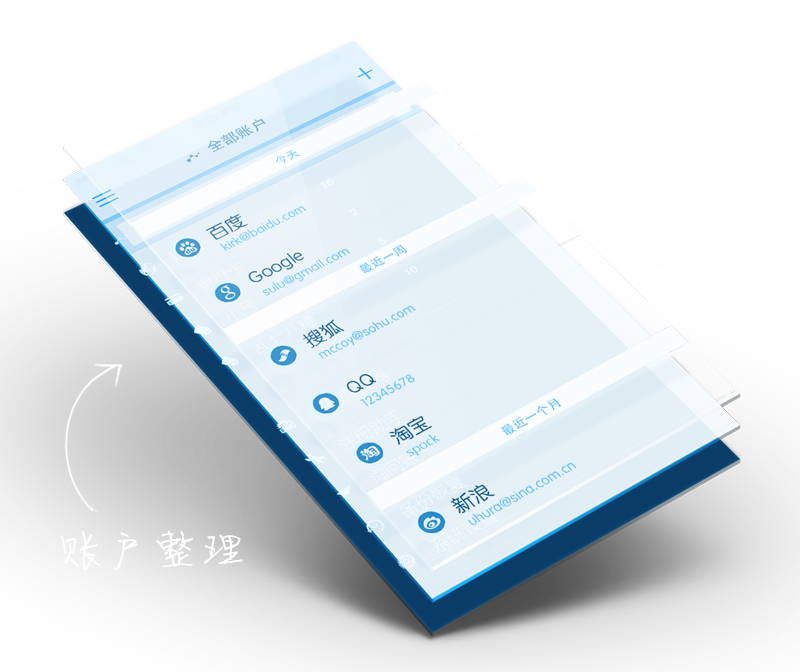 全部账户
今天
百度
kirk@baidu.com
Google
sulu@gmail.com
最近一周
搜狐
mccoy@sohu.com
QQ
12345678
淘宝
spock
最近一个月
新浪
uhura@sina.com.cn
账户整理